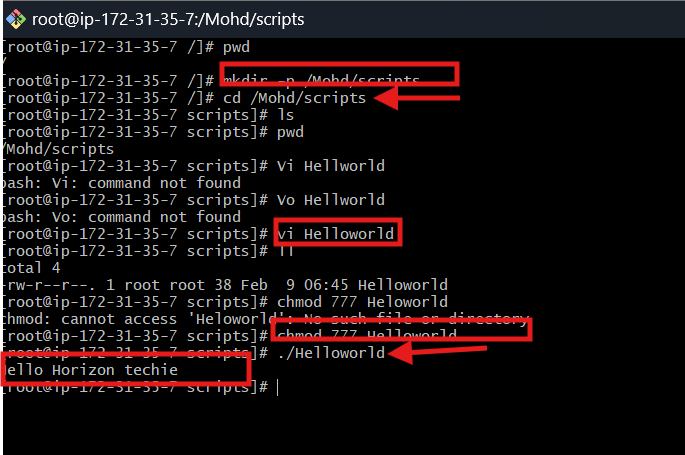 root@ip-172-31-35-7:/Mohd/scripts
[root@ip-172-31-35-7 /]# pwd
/
[root@ip-172-31-35-7 /]# mkdir -p /Mohd/scripts
[root@ip-172-31-35-7 /]# cd /Mohd/scripts
[root@ip-172-31-35-7 scripts]# ls
[root@ip-172-31-35-7 scripts]# pwd
/Mohd/scripts
[root@ip-172-31-35-7 scripts]# Vi Hellworld
bash: Vi: command not found
[root@ip-172-31-35-7 scripts]# Vo Hellworld
bash: Vo: command not found
[root@ip-172-31-35-7 scripts]# vi Helloworld
[root@ip-172-31-35-7 scripts]# ll
total 4
-rw-r--r--. 1 root root 38 Feb  9 06:45 Helloworld
[root@ip-172-31-35-7 scripts]# chmod 777 Heloworld
chmod: cannot access 'Heloworld': No such file or directory
[root@ip-172-31-35-7 scripts]# chmod 777 Helloworld
[root@ip-172-31-35-7 scripts]# ./Helloworld
Hello Horizon techie
[root@ip-172-31-35-7 scripts]#